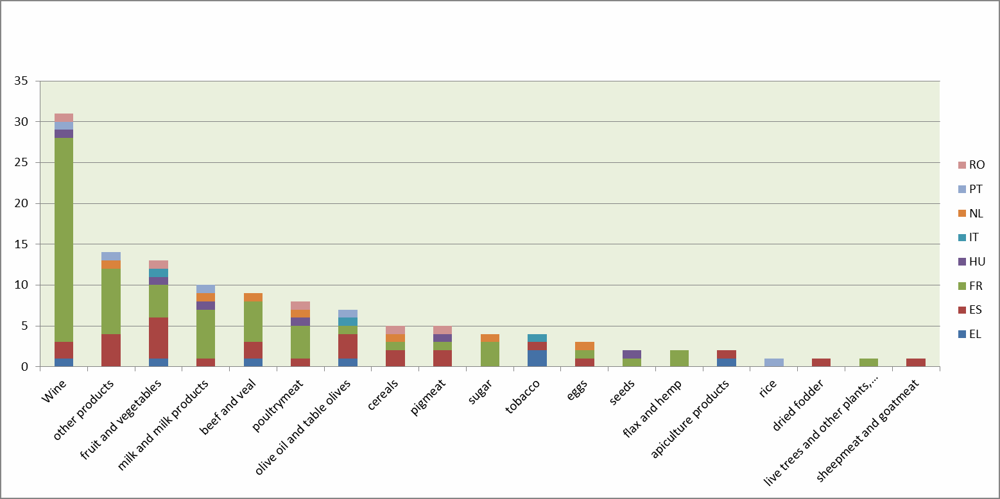 35
30
25
20
15
10
5
0
Wine
other products
fruit and vegetables
milk and milk products
beef and veal
poultrymeat
olive oil and table olives
cereals
pigmeat
sugar
tobacco
eggs
seeds
flax and hemp
apiculture products
rice
dried fodder
live trees and other plants,...
sheepmeat and goatmeat
RO
PT
NL
IT
HU
FR
ES
EL